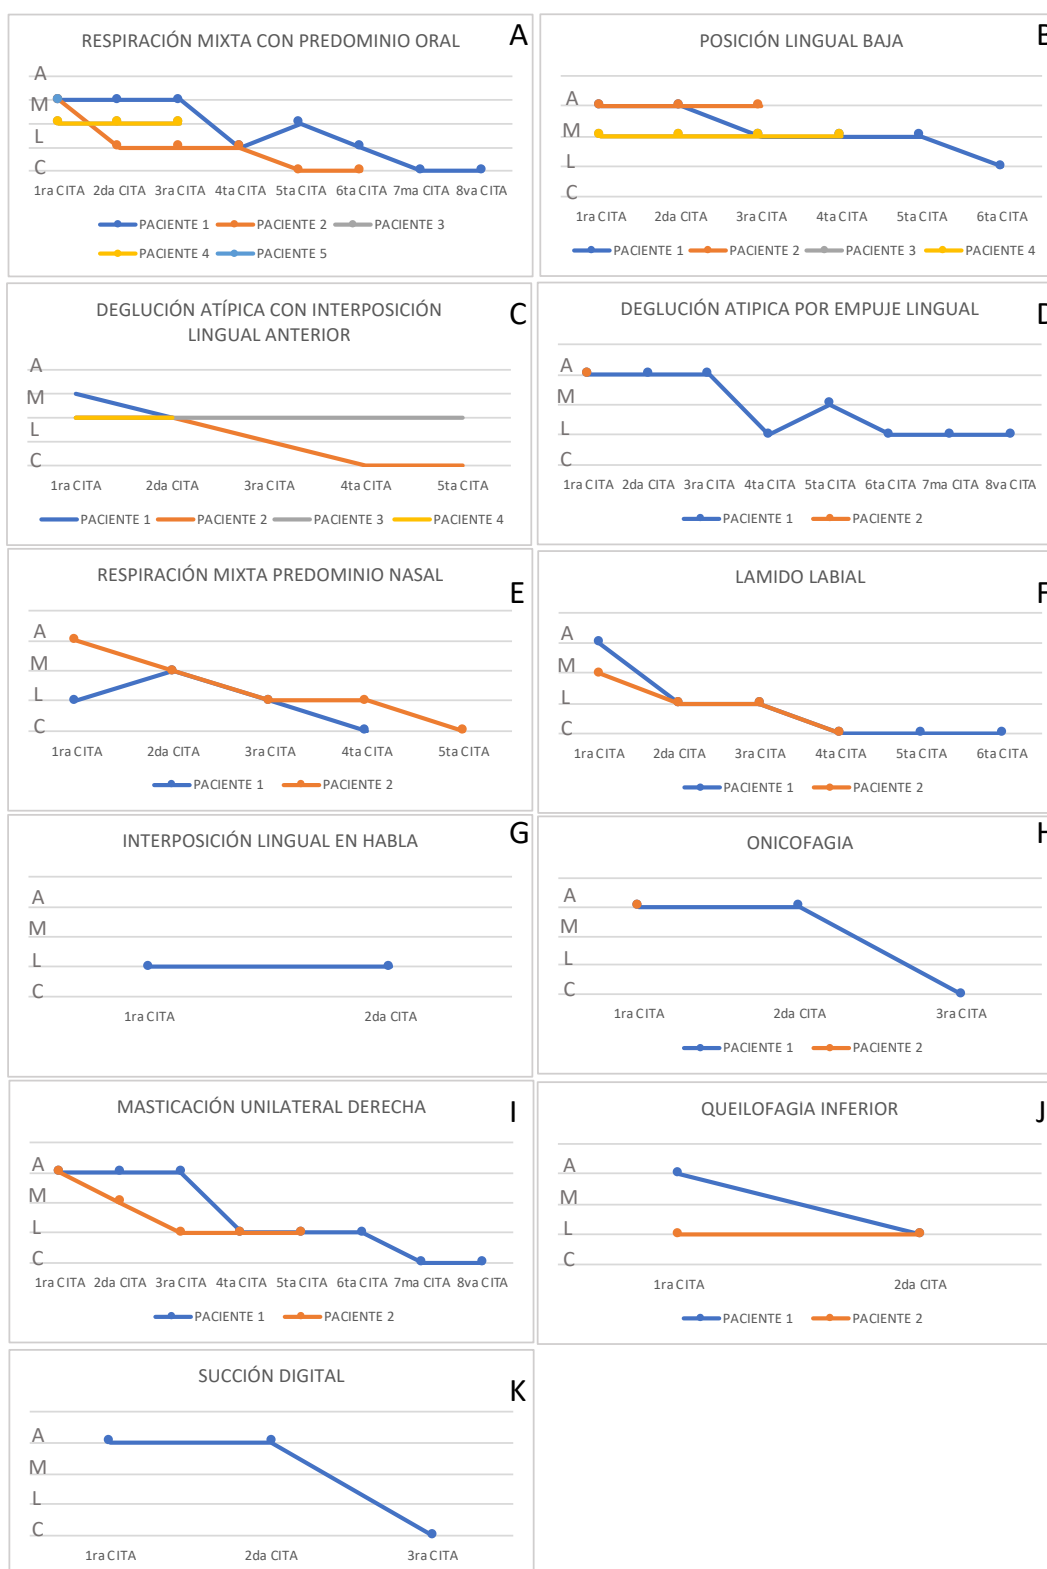 RESPIRACIÓN MIXTA CON PREDOMINIO ORAL
A
A
M
L
C
1ra CITA 2da CITA 3ra CITA 4ta CITA 5ta CITA 6ta CITA 7ma CITA 8va CITA
PACIENTE 1 PACIENTE 2 PACIENTE 3
PACIENTE 4 PACIENTE 5
POSICIÓN LINGUAL BAJA
B
A
M
L
C
1ra CITA 2da CITA 3ra CITA 4ta CITA 5ta CITA 6ta CITA
PACIENTE 1 PACIENTE 2 PACIENTE 3 PACIENTE 4
DEGLUCIÓN ATÍPICA CON INTERPOSICIÓN
LINGUAL ANTERIOR
C
A
M
L
C
1ra CITA 2da CITA 3ra CITA 4ta CITA 5ta CITA
PACIENTE 1 PACIENTE 2 PACIENTE 3 PACIENTE 4
DEGLUCIÓN ATIPICA POR EMPUJE LINGUAL
D
A
M
L
C
1ra CITA 2da CITA 3ra CITA 4ta CITA 5ta CITA 6ta CITA 7ma CITA 8va CITA
PACIENTE 1 PACIENTE 2
RESPIRACIÓN MIXTA PREDOMINIO NASAL
E
A
M
L
C
1ra CITA 2da CITA 3ra CITA 4ta CITA 5ta CITA
PACIENTE 1 PACIENTE 2
LAMIDO LABIAL
F
A
M
L
C
1ra CITA 2da CITA 3ra CITA 4ta CITA 5ta CITA 6ta CITA
PACIENTE 1 PACIENTE 2
INTERPOSICIÓN LINGUAL EN HABLA
G
A
M
L
C
1ra CITA 2da CITA
ONICOFAGIA
H
A
M
L
C
1ra CITA 2da CITA 3ra CITA
PACIENTE 1 PACIENTE 2
MASTICACIÓN UNILATERAL DERECHA
I
A
M
L
C
1ra CITA 2da CITA 3ra CITA 4ta CITA 5ta CITA 6ta CITA 7ma CITA 8va CITA
PACIENTE 1 PACIENTE 2
QUEILOFAGIA INFERIOR
J
A
M
L
C
1ra CITA 2da CITA
PACIENTE 1 PACIENTE 2
SUCCIÓN DIGITAL
K
A
M
L
C
1ra CITA 2da CITA 3ra CITA